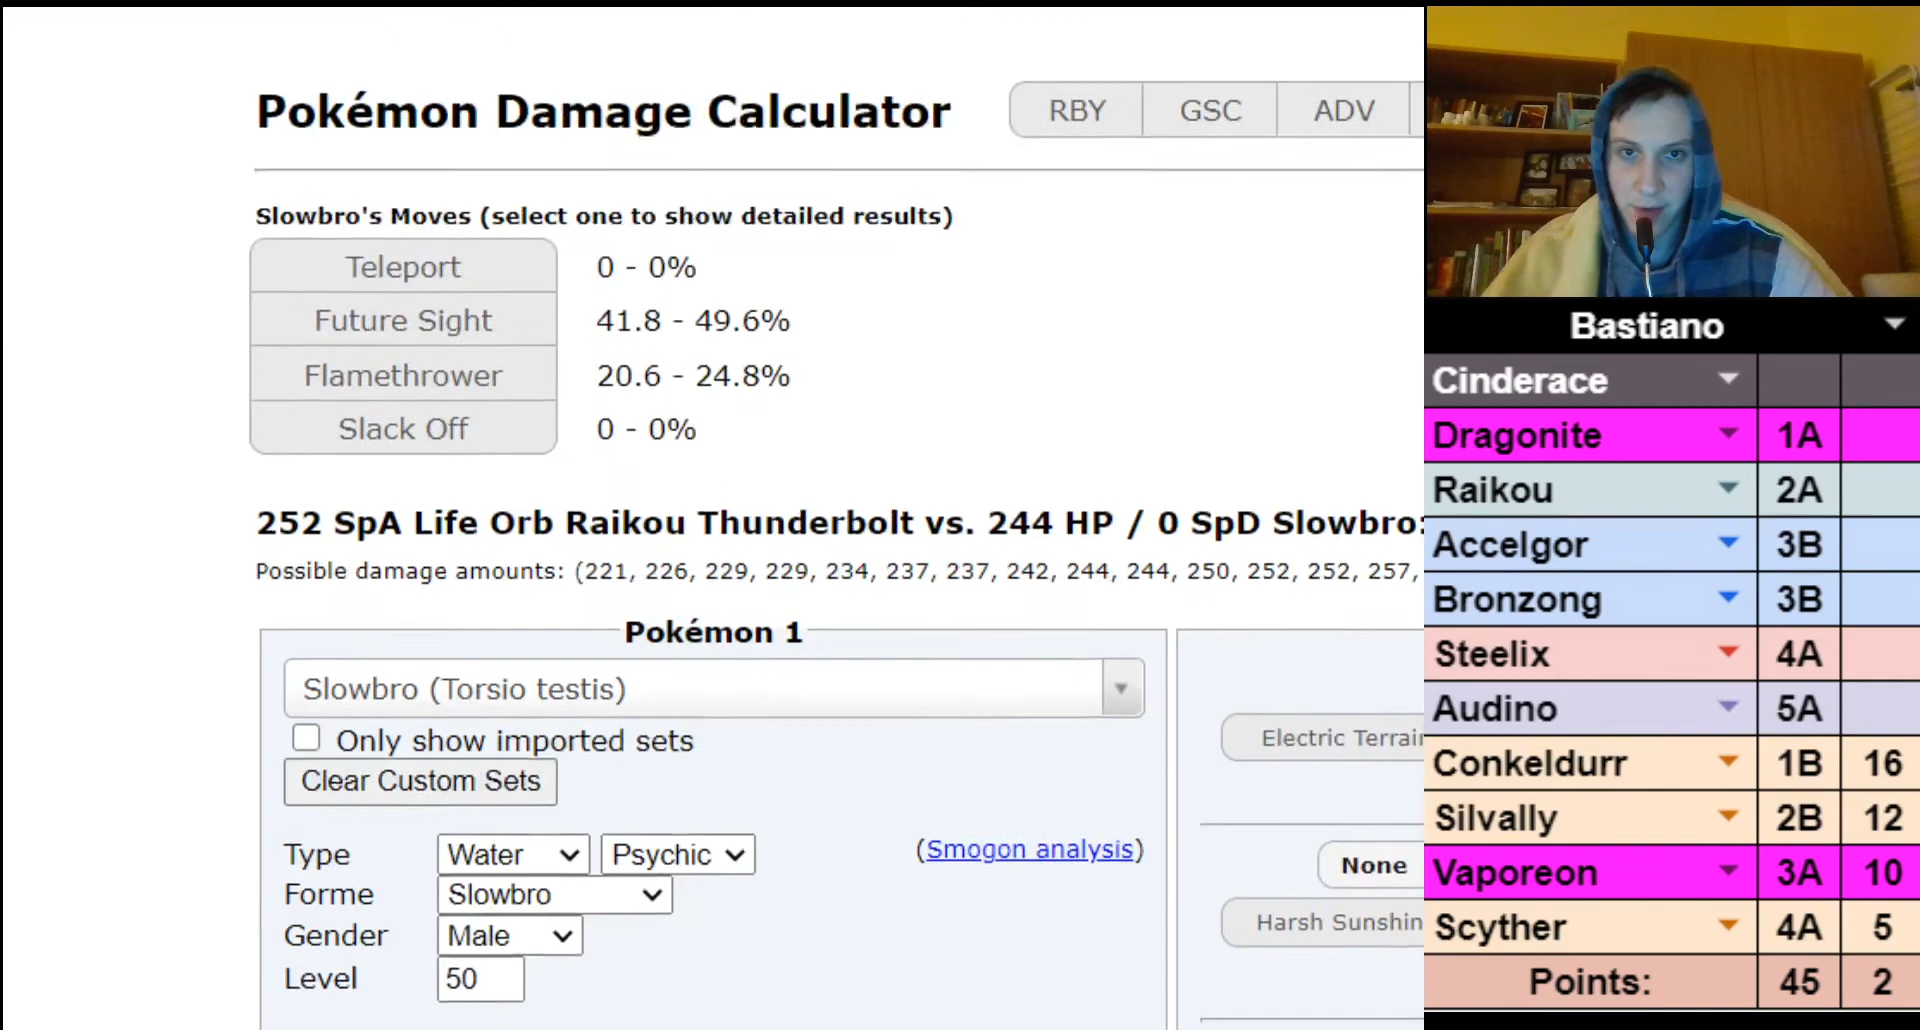 Pokémon Damage Calculator
RBY GSC ADV
Slowbro's Moves (select one to show detailed results)
Teleport 0 - 0%
Future Sight 41.8 - 49.6%
Flamethrower 20.6 - 24.8%
Slack Off 0 - 0%
252 SpA Life Orb Raikou Thunderbolt vs. 244 HP / 0 SpD Slowbro:
Possible damage amounts: (221, 226, 229, 229, 234, 237, 237, 242, 244, 244, 250, 252, 252, 257,
Pokémon 1
Slowbro (Torsio testis)
Only show imported sets
Clear Custom Sets
Type Water Psychic (Smogon analysis)
Forme Slowbro
Gender Male
Level 50
Electric Terrain
None
Harsh Sunshin
Bastiano
Cinderace
Dragonite 1A
Raikou 2A
Accelgor 3B
Bronzong 3B
Steelix 4A
Audino 5A
Conkeldurr 1B 16
Silvally 2B 12
Vaporeon 3A 10
Scyther 4A 5
Points: 45 2